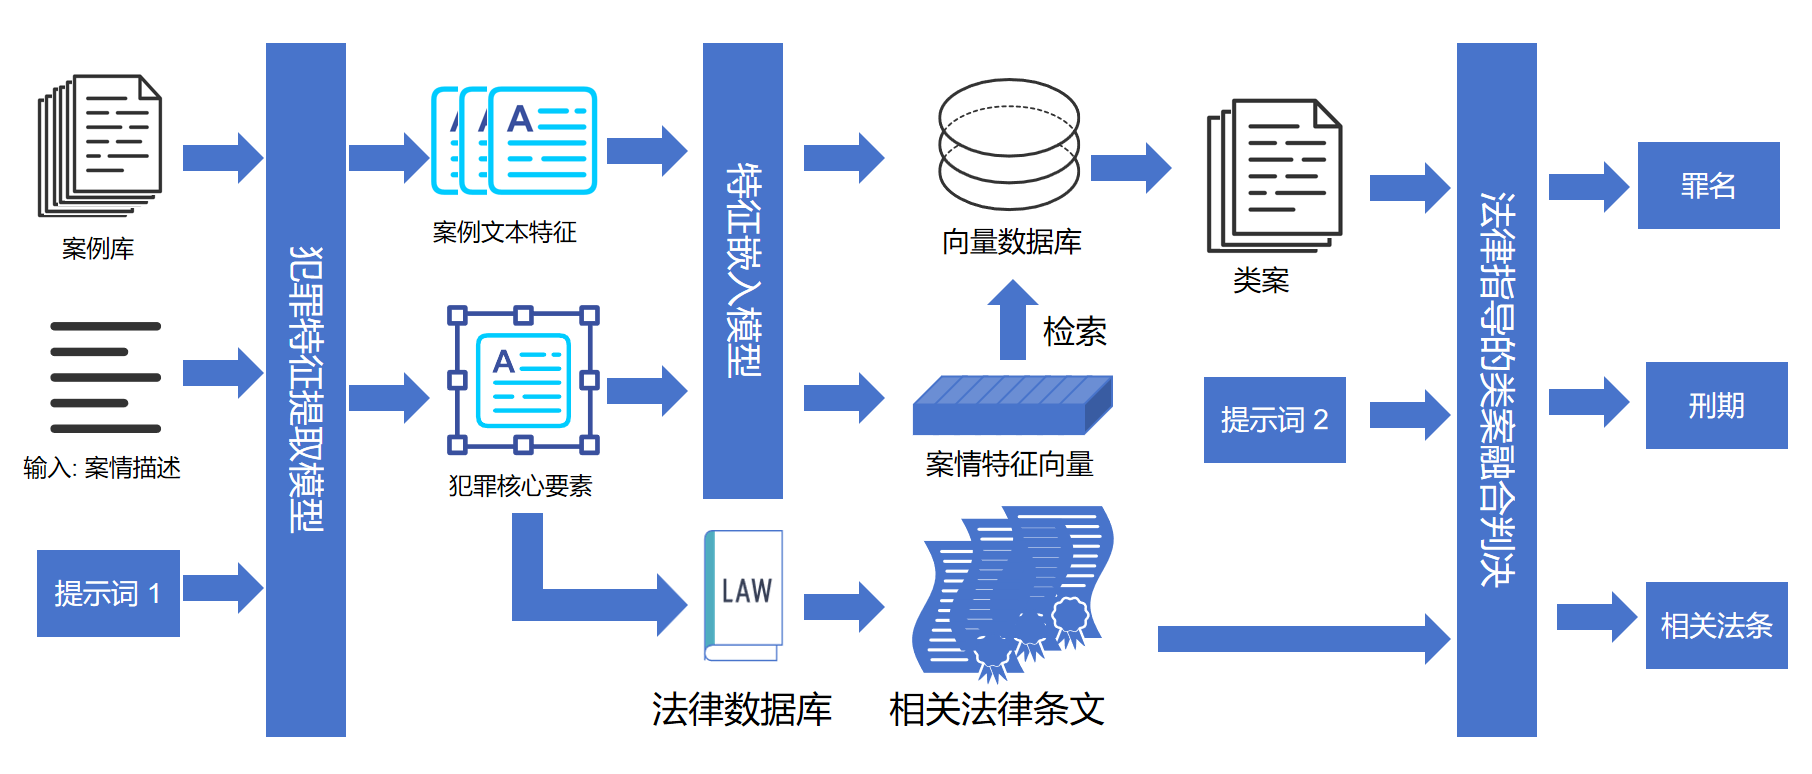 案例库
输入: 案情描述
提示词 1
犯罪特征提取模型
A
A
A
案例文本特征
A
犯罪核心要素
特征嵌入模型
LAW
法律数据库
向量数据库
检索
案情特征向量
相关法律条文
类案
提示词 2
法律指导的类案融合判决
罪名
刑期
相关法条